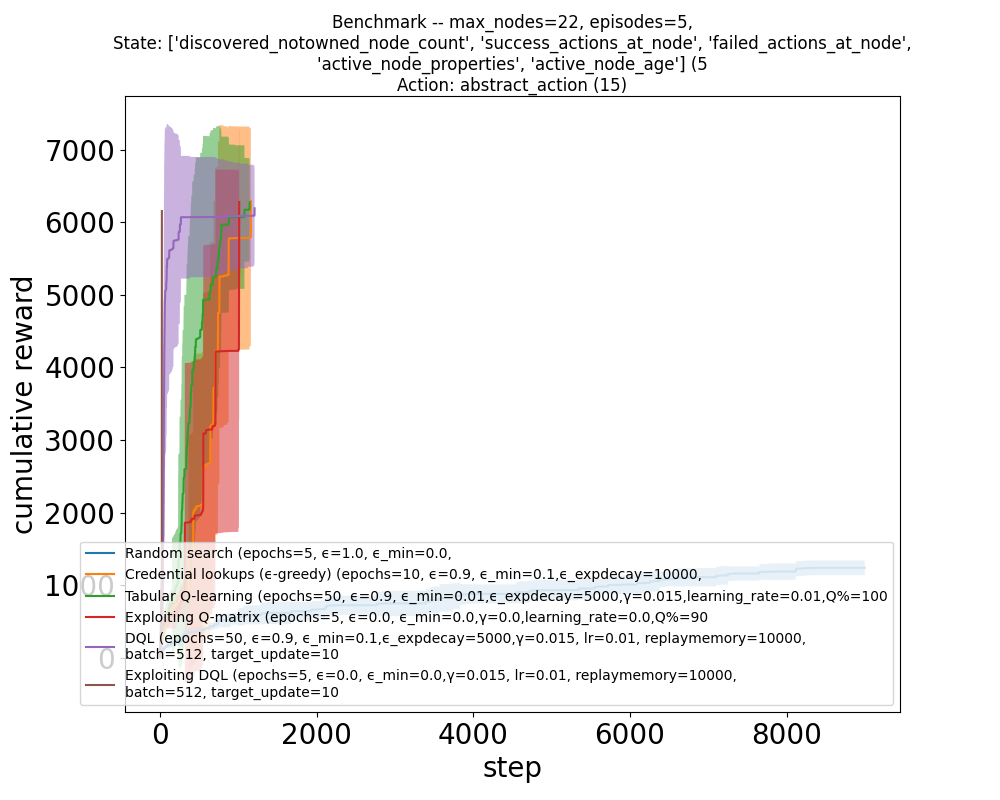 Benchmark -- max_nodes=22, episodes=5,
State: ['discovered_notowned_node_count', 'success_actions_at_node', 'failed_actions_at_node',
'active_node_properties', 'active_node_age'] (5
Action: abstract_action (15)
7000
6000
5000
4000
3000
2000
1000
0
cumulative reward
Random search (epochs=5, ϵ=1.0, ϵ_min=0.0,
Credential lookups (ϵ-greedy) (epochs=10, ϵ=0.9, ϵ_min=0.1,ϵ_expdecay=10000,
Tabular Q-learning (epochs=50, ϵ=0.9, ϵ_min=0.01,ϵ_expdecay=5000,γ=0.015,learning_rate=0.01,Q%=100
Exploiting Q-matrix (epochs=5, ϵ=0.0, ϵ_min=0.0,γ=0.0,learning_rate=0.0,Q%=90
DQL (epochs=50, ϵ=0.9, ϵ_min=0.1,ϵ_expdecay=5000,γ=0.015, lr=0.01, replaymemory=10000,
batch=512, target_update=10
Exploiting DQL (epochs=5, ϵ=0.0, ϵ_min=0.0,γ=0.015, lr=0.01, replaymemory=10000,
batch=512, target_update=10
0 2000 4000 6000 8000
step